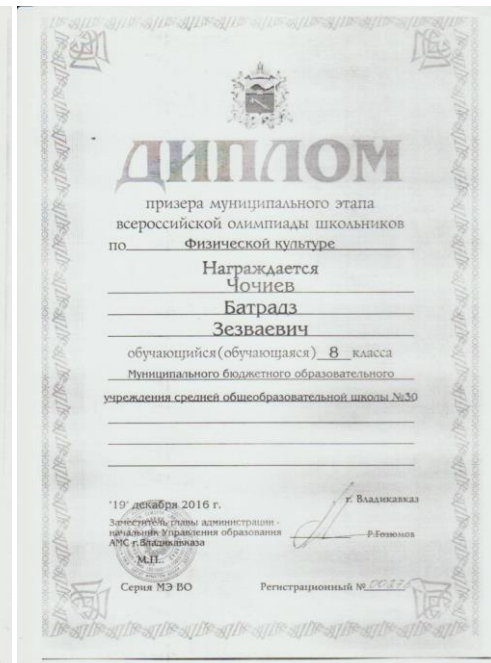 ДИПЛОМ
призера муниципального этапа
всероссийской олимпиады школьников
по Физической культуре
Награждается
Чочиев
Батрадз
Зезваевич
обучающийся(обучающаяся) 8 класса
Муниципального бюджетного образовательного
учреждения средней общеобразовательной школы №30
"19" декабря 2016 г.
г. Владикавказ
Заместитель главы администрации -
начальник Управления образования
АМС г.Владикавказа
Р.Гозюмов
М.П.
Серия МЭ ВО
Регистрационный №